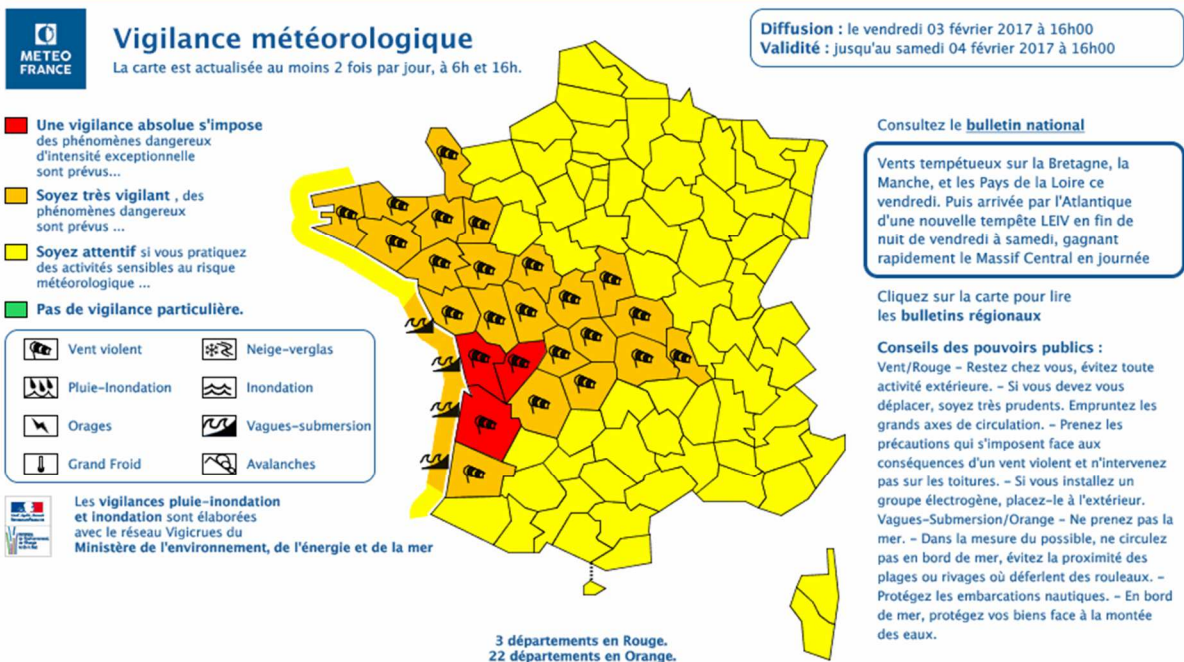 METEO
FRANCE
Vigilance météorologique
La carte est actualisée au moins 2 fois par jour, à 6h et 16h.
Diffusion : le vendredi 03 février 2017 à 16h00
Validité : jusqu'au samedi 04 février 2017 à 16h00
Une vigilance absolue s'impose
des phénomènes dangereux
d'intensité exceptionnelle
sont prévus...
Soyez très vigilant , des
phénomènes dangereux
sont prévus ...
Soyez attentif si vous pratiquez
des activités sensibles au risque
météorologique ...
Pas de vigilance particulière.
Vent violent
Neige-verglas
Pluie-Inondation
Inondation
Orages
Vagues-submersion
Grand Froid
Avalanches
Les vigilances pluie-inondation
et inondation sont élaborées
avec le réseau Vigicrues du
Ministère de l'environnement, de l'énergie et de la mer
3 départements en Rouge.
22 départements en Orange.
Consultez le bulletin national
Vents tempétueux sur la Bretagne, la
Manche, et les Pays de la Loire ce
vendredi. Puis arrivée par l'Atlantique
d'une nouvelle tempête LEIV en fin de
nuit de vendredi à samedi, gagnant
rapidement le Massif Central en journée
Cliquez sur la carte pour lire
les bulletins régionaux
Conseils des pouvoirs publics :
Vent/Rouge - Restez chez vous, évitez toute
activité extérieure. - Si vous devez vous
déplacer, soyez très prudents. Empruntez les
grands axes de circulation. - Prenez les
précautions qui s'imposent face aux
conséquences d'un vent violent et n'intervenez
pas sur les toitures. - Si vous installez un
groupe électrogène, placez-le à l'extérieur.
Vagues-Submersion/Orange - Ne prenez pas la
mer. - Dans la mesure du possible, ne circulez
pas en bord de mer, évitez la proximité des
plages ou rivages où déferlent des rouleaux. -
Protégez les embarcations nautiques. - En bord
de mer, protégez vos biens face à la montée
des eaux.